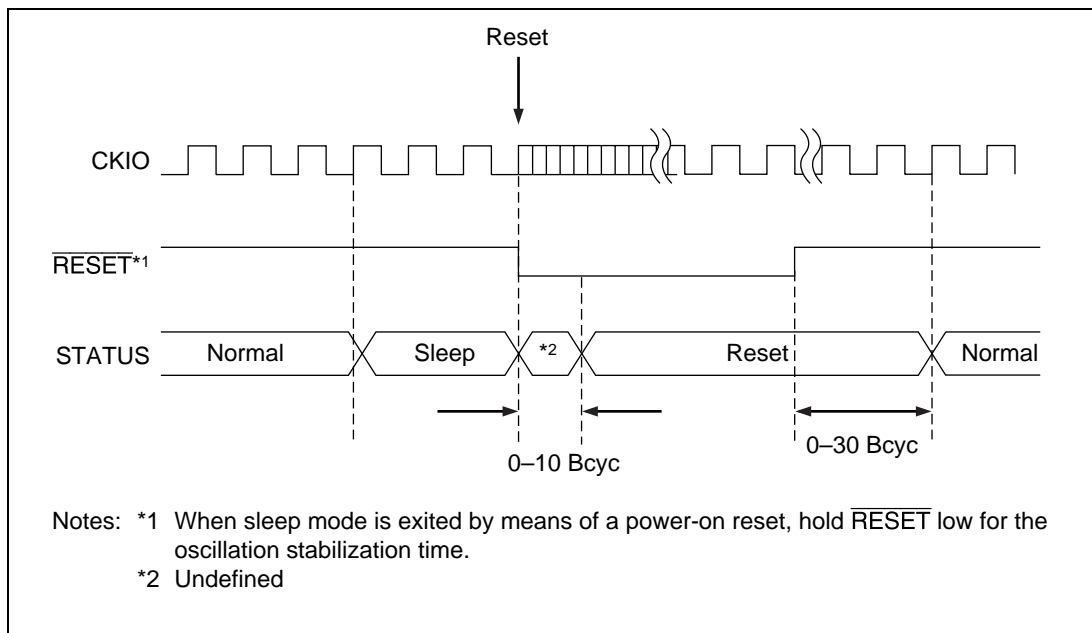 Reset
CKIO
RESET*1
STATUS Normal Sleep *2 Reset Normal
0–10 Bcyc
0–30 Bcyc
Notes: *1 When sleep mode is exited by means of a power-on reset, hold RESET low for the
oscillation stabilization time.
*2 Undefined